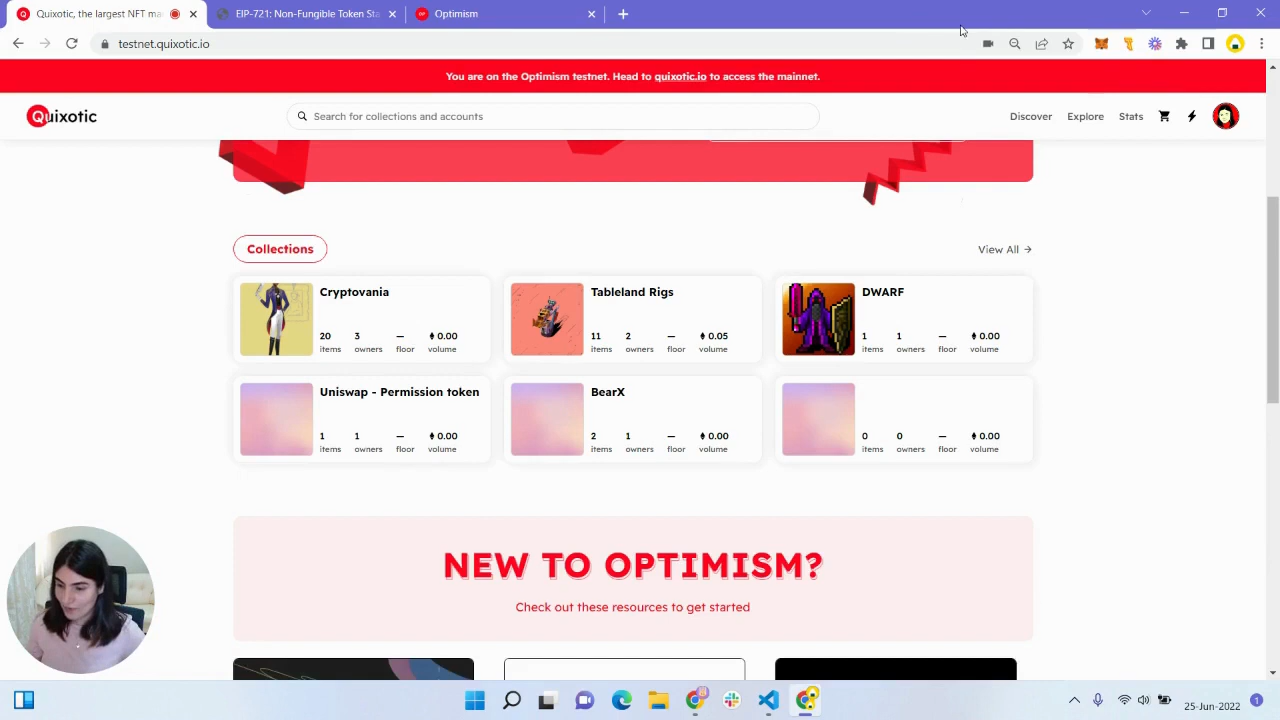 Quixotic, the largest NFT ma
EIP-721: Non-Fungible Token Sta
Optimism
testnet.quixotic.io
You are on the Optimism testnet. Head to quixotic.io to access the mainnet.
Quixotic
Search for collections and accounts
Discover
Explore
Stats
Collections
View All →
Cryptovania
20 3 — 0.00
items owners floor volume
Tableland Rigs
11 2 — 0.05
items owners floor volume
DWARF
1 1 — 0.00
items owners floor volume
Uniswap - Permission token
1 1 — 0.00
items owners floor volume
BearX
2 1 — 0.00
items owners floor volume
0 0 — 0.00
items owners floor volume
NEW TO OPTIMISM?
Check out these resources to get started
25-Jun-2022
1